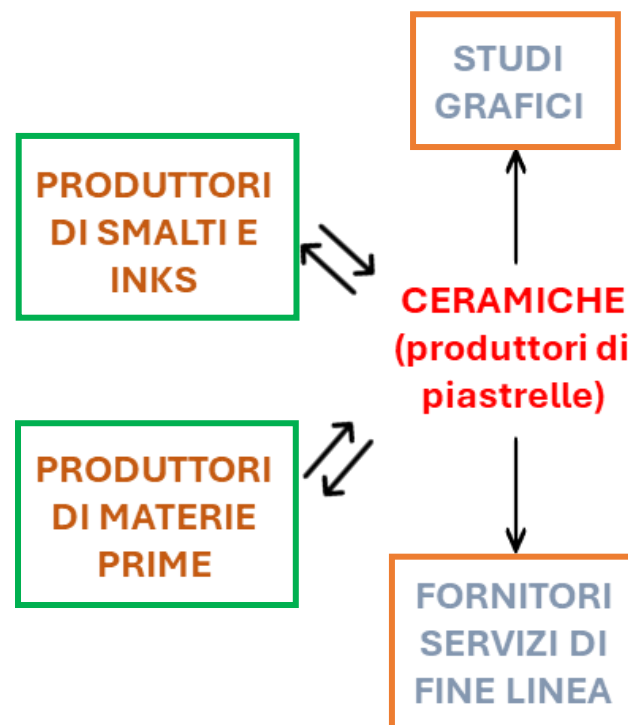 STUDI
GRAFICI
PRODUTTORI
DI SMALTI E
INKS
CERAMICHE
(produttori di
piastrelle)
PRODUTTORI
DI MATERIE
PRIME
FORNITORI
SERVIZI DI
FINE LINEA